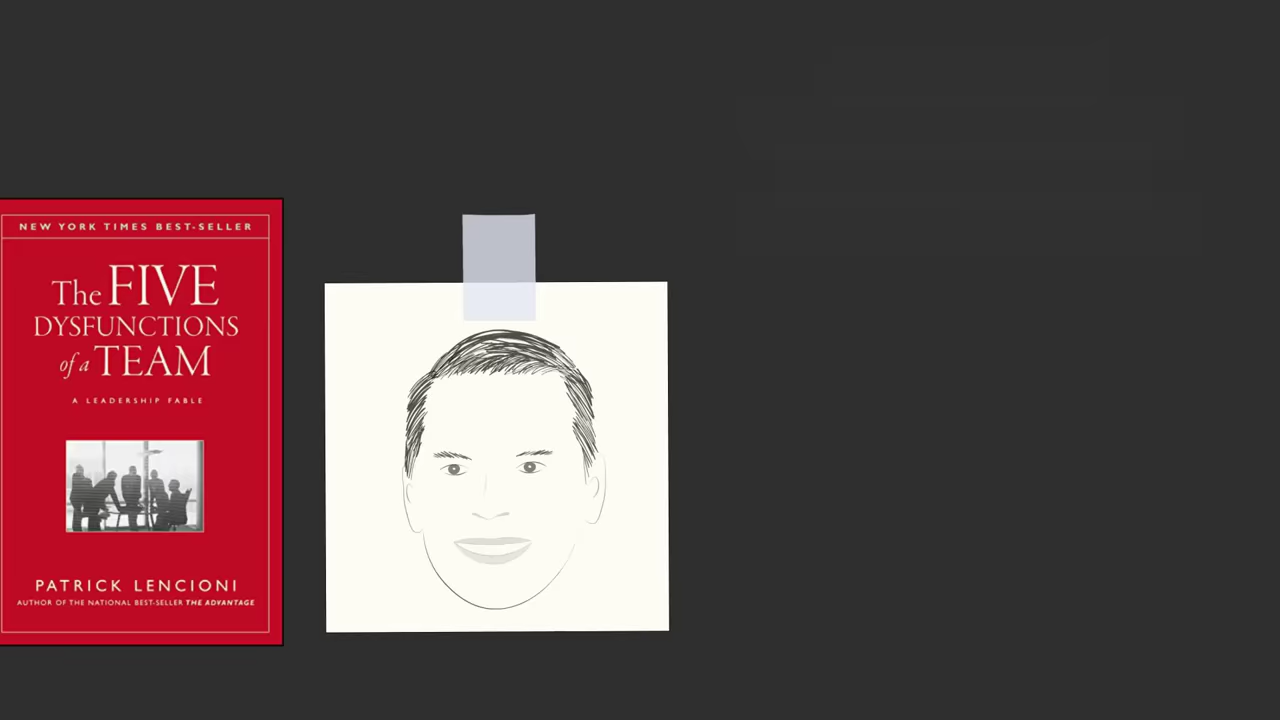 NEW YORK TIMES BEST-SELLER
The FIVE
DYSFUNCTIONS
of a TEAM
A LEADERSHIP FABLE
PATRICK LENCIONI
AUTHOR OF THE NATIONAL BEST-SELLER THE ADVANTAGE